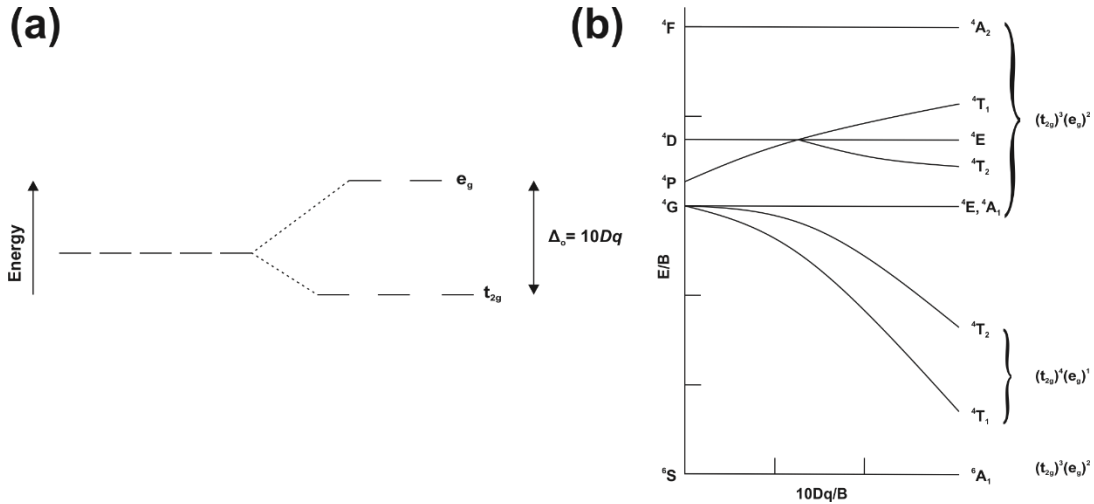 (a)
Energy
e_g
Δ_o = 10Dq
t_2g
(b)
⁴F
⁴D
⁴P
⁴G
⁶S
E/B
10Dq/B
⁴A₂
⁴T₁
⁴E
⁴T₂
⁴E, ⁴A₁
⁴T₂
⁴T₁
⁶A₁
(t_2g)³(e_g)²
(t_2g)⁴(e_g)¹
(t_2g)³(e_g)²